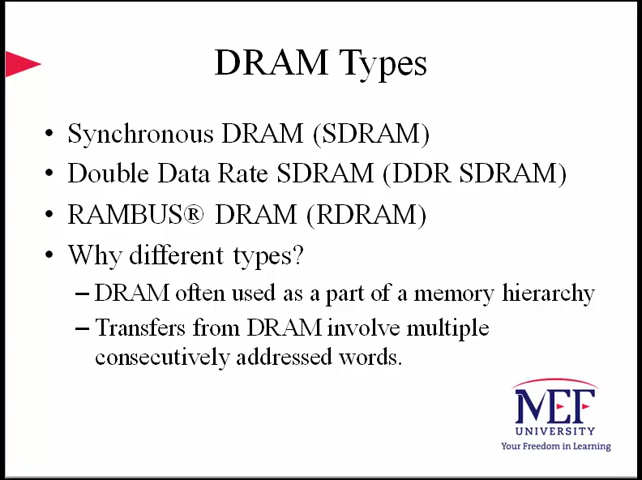 DRAM Types
• Synchronous DRAM (SDRAM)
• Double Data Rate SDRAM (DDR SDRAM)
• RAMBUS® DRAM (RDRAM)
• Why different types?
– DRAM often used as a part of a memory hierarchy
– Transfers from DRAM involve multiple
consecutively addressed words.
MEF
UNIVERSITY
Your Freedom in Learning